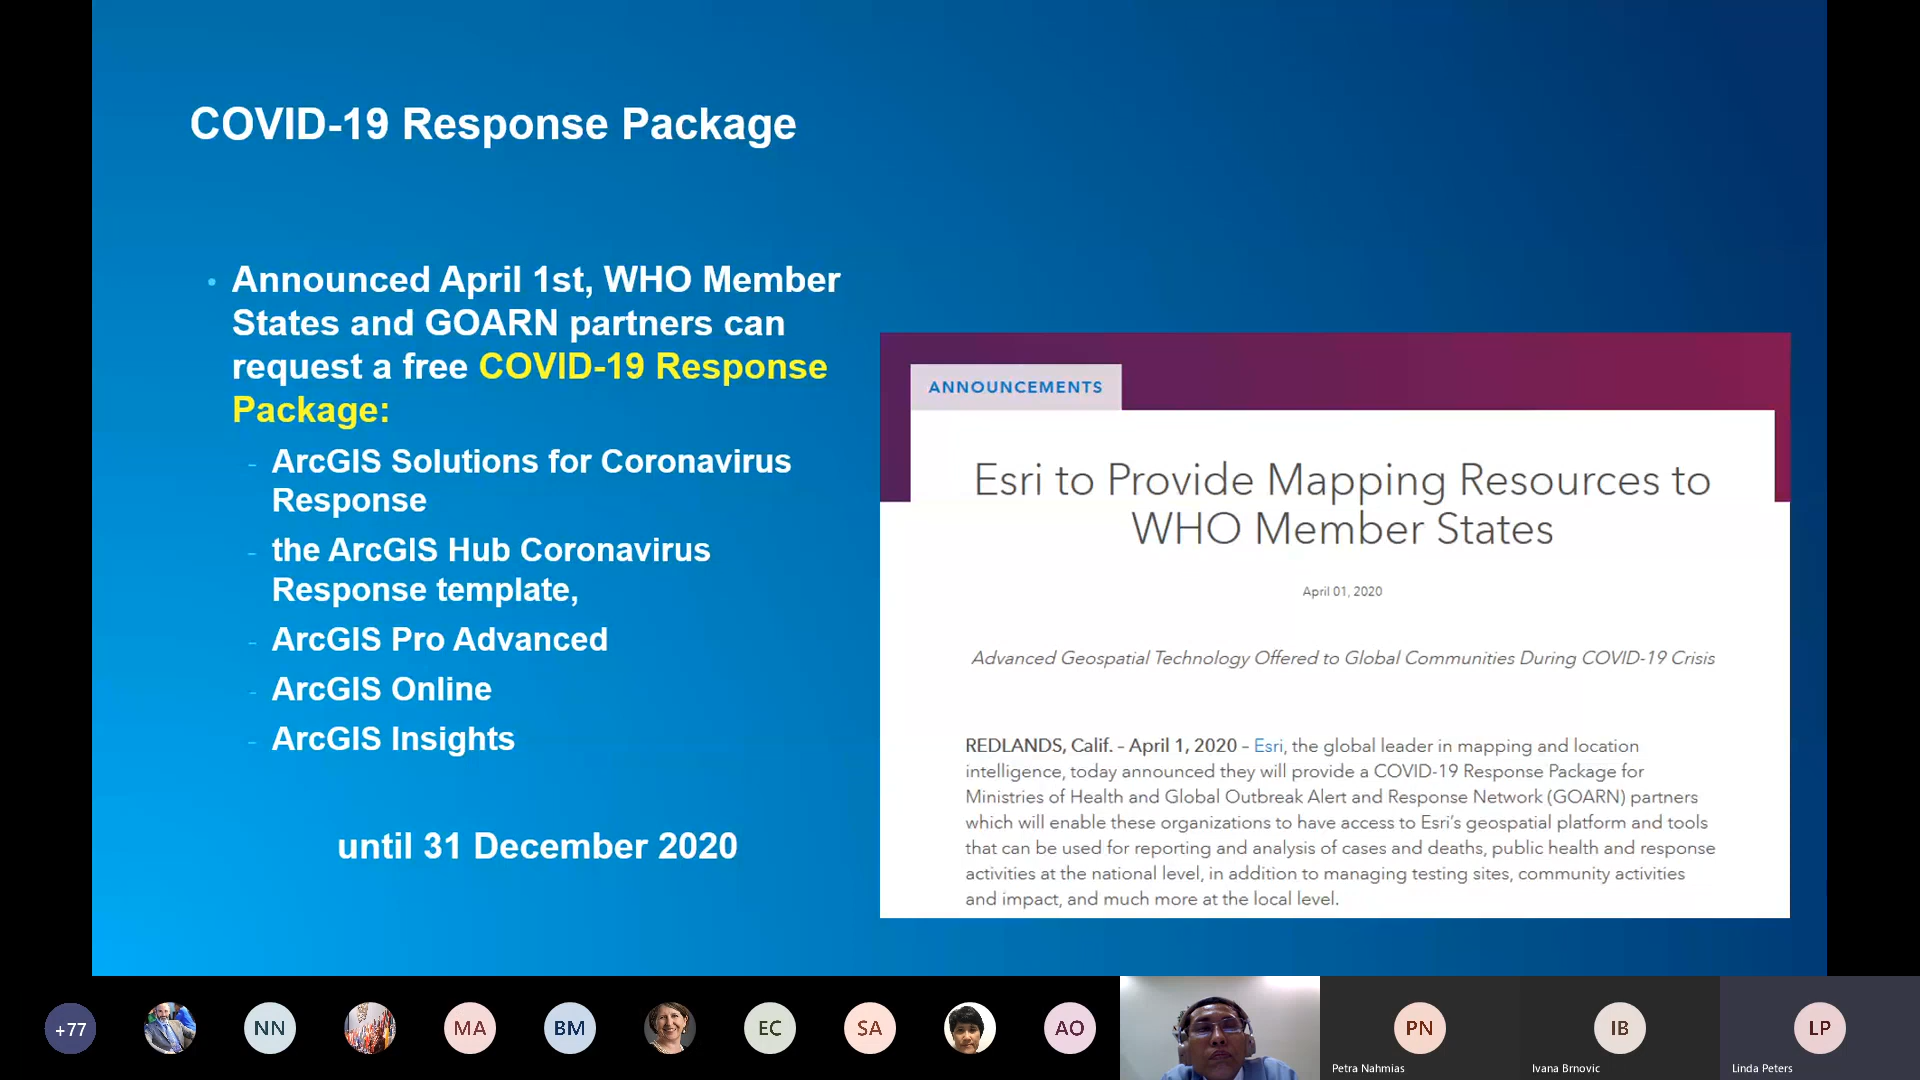 COVID-19 Response Package
Announced April 1st, WHO Member
States and GOARN partners can
request a free COVID-19 Response
Package:
- ArcGIS Solutions for Coronavirus
Response
- the ArcGIS Hub Coronavirus
Response template,
- ArcGIS Pro Advanced
- ArcGIS Online
- ArcGIS Insights
until 31 December 2020
ANNOUNCEMENTS
Esri to Provide Mapping Resources to
WHO Member States
April 01, 2020
Advanced Geospatial Technology Offered to Global Communities During COVID-19 Crisis
REDLANDS, Calif. – April 1, 2020 – Esri, the global leader in mapping and location
intelligence, today announced they will provide a COVID-19 Response Package for
Ministries of Health and Global Outbreak Alert and Response Network (GOARN) partners
which will enable these organizations to have access to Esri's geospatial platform and tools
that can be used for reporting and analysis of cases and deaths, public health and response
activities at the national level, in addition to managing testing sites, community activities
and impact, and much more at the local level.
+77
NN
MA
BM
EC
SA
AO
PN
IB
LP
Petra Nahmias
Ivana Brnovic
Linda Peters